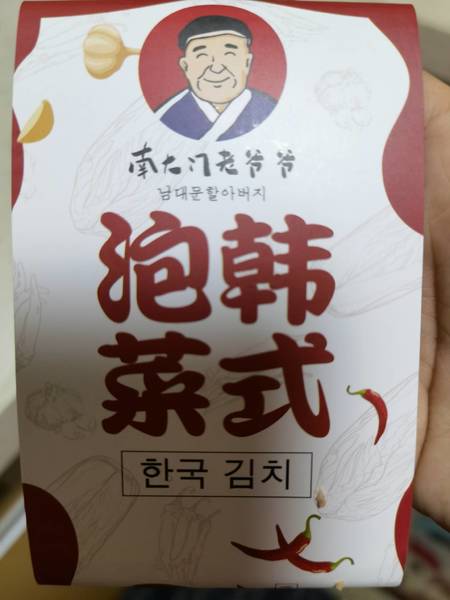 南大门老爷爷
남대문할아버지
韩式
泡菜
한국 김치